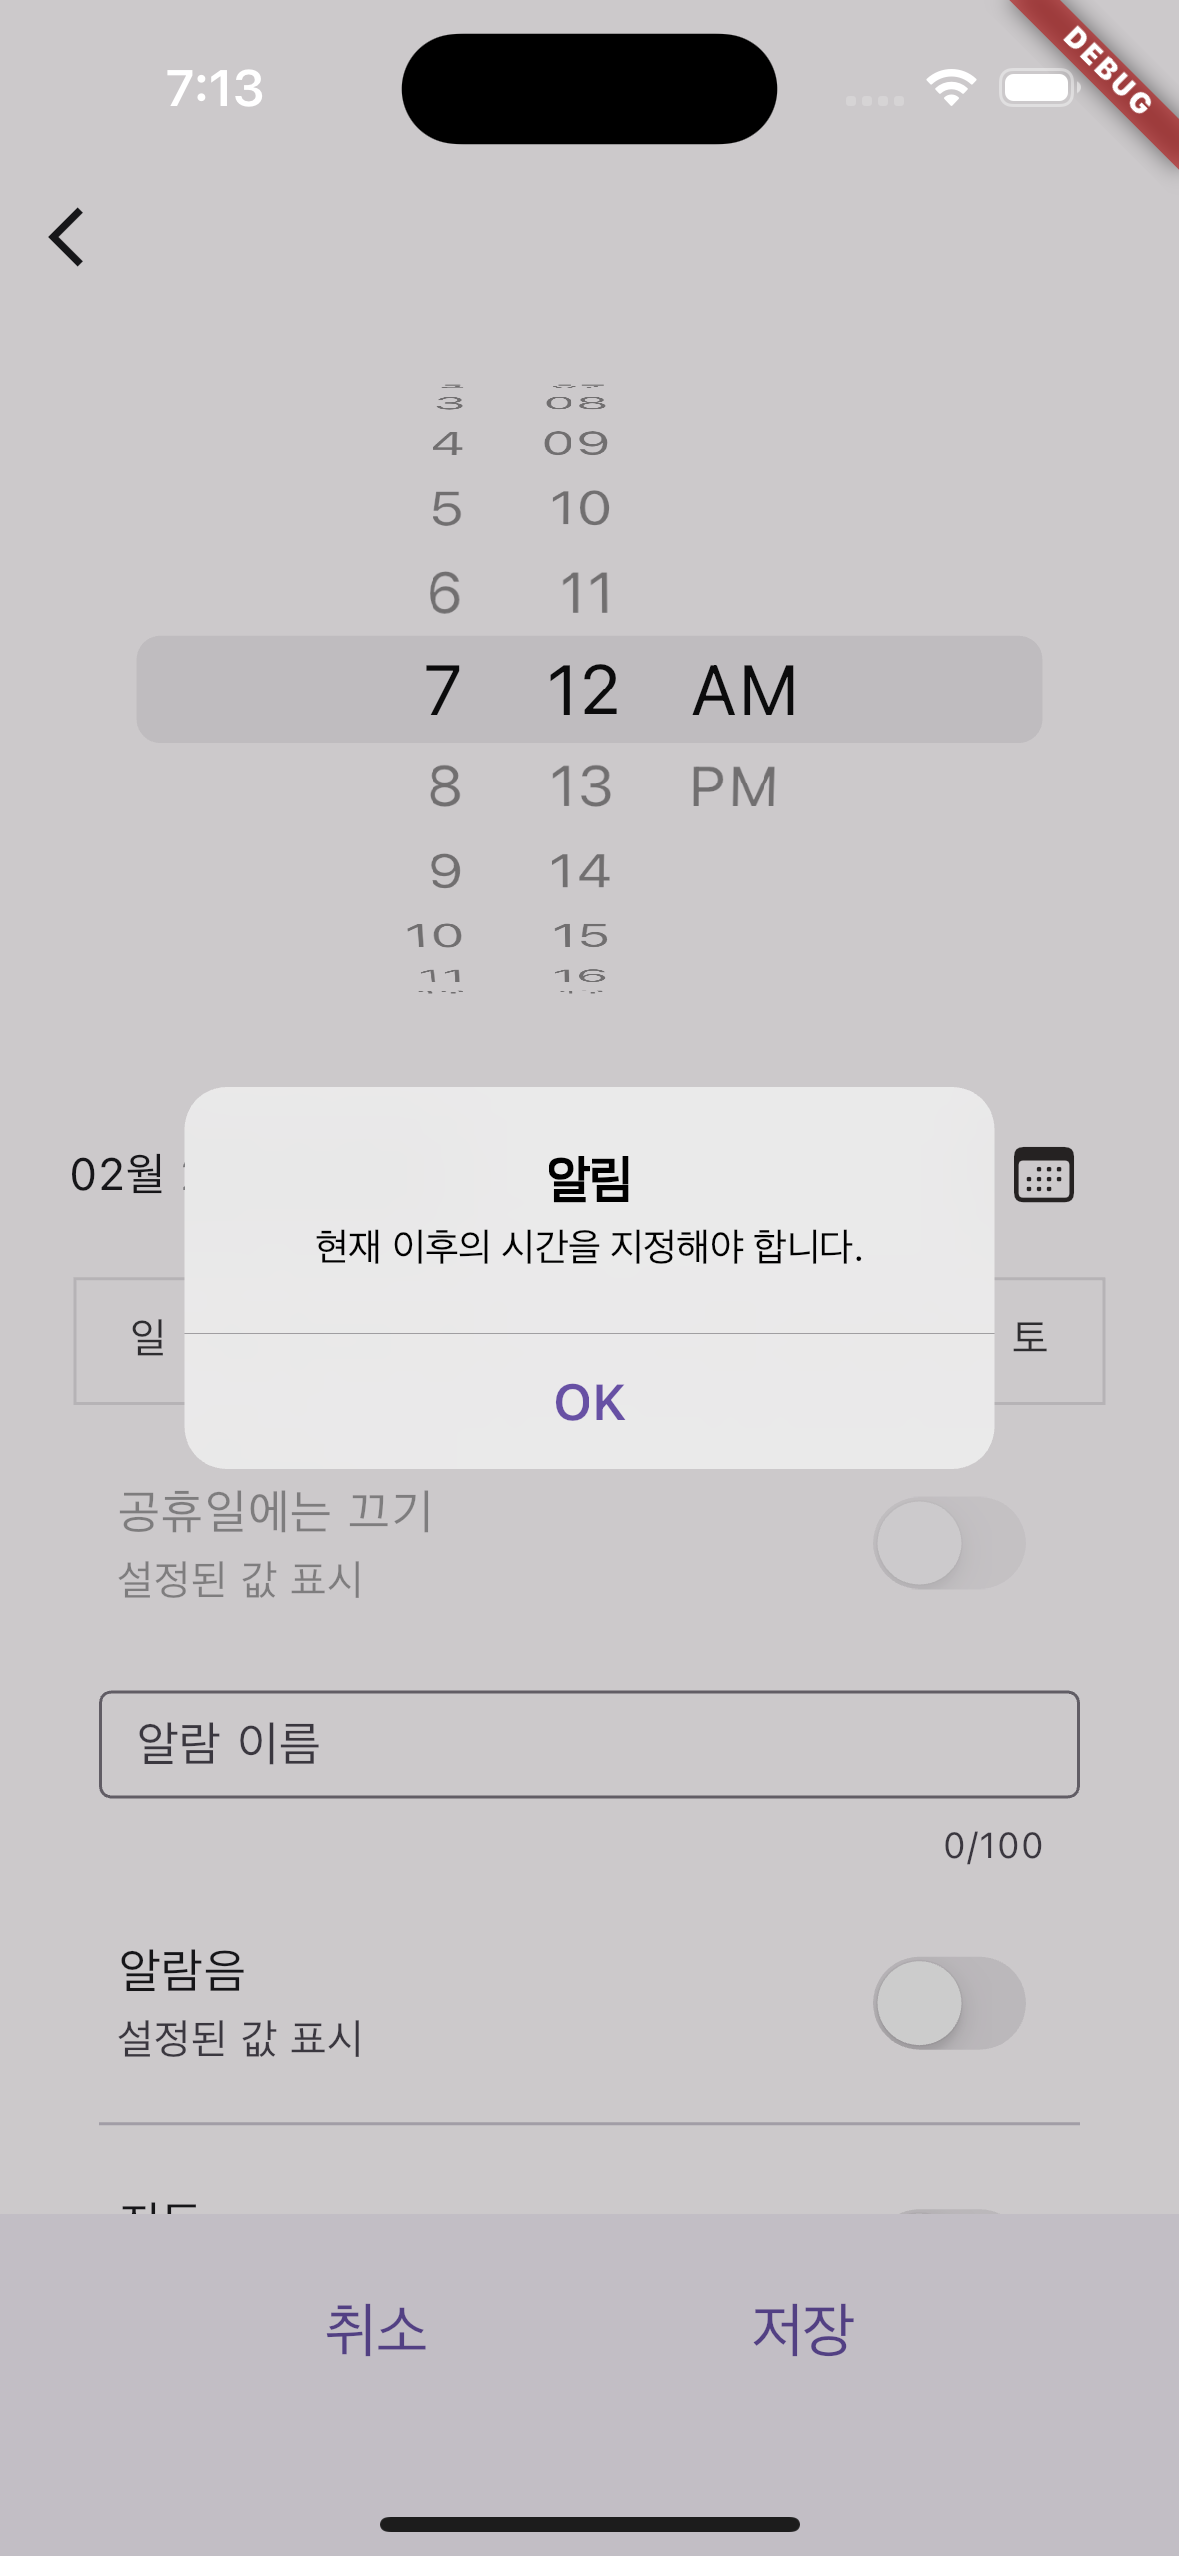 7:13
DEBUG
3 08
4 09
5 10
6 11
7 12 AM
8 13 PM
9 14
10 15
11 16
02월
알림
현재 이후의 시간을 지정해야 합니다.
일 토
OK
공휴일에는 끄기
설정된 값 표시
알람 이름
0/100
알람음
설정된 값 표시
취소 저장